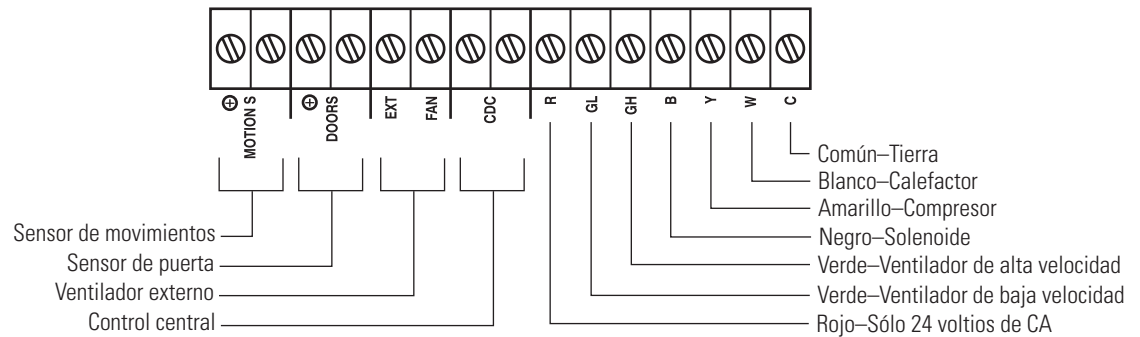 MOTION S
DOORS
EXT
FAN
CDC
R
GL
GH
B
Y
W
C
Sensor de movimientos
Sensor de puerta
Ventilador externo
Control central
Común–Tierra
Blanco–Calefactor
Amarillo–Compresor
Negro–Solenoide
Verde–Ventilador de alta velocidad
Verde–Ventilador de baja velocidad
Rojo–Sólo 24 voltios de CA